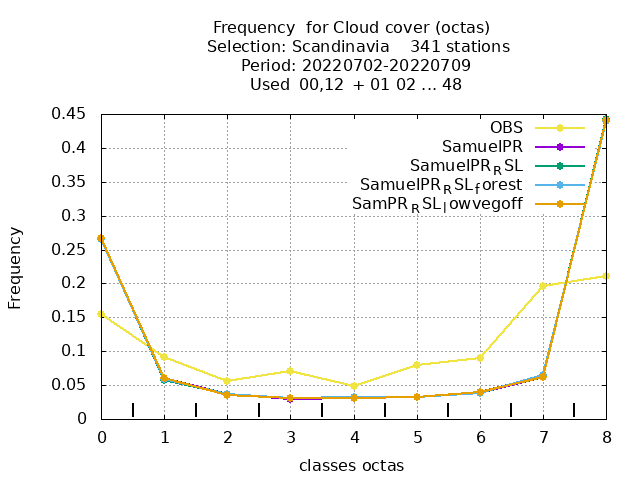 Frequency  for Cloud cover (octas)
Selection: Scandinavia    341 stations
Period: 20220702-20220709
Used  00,12  + 01 02 ... 48
0.45
0.4
0.35
0.3
0.25
0.2
0.15
0.1
0.05
0
Frequency
OBS
SamuelPR
SamuelPR_RSL
SamuelPR_RSL_forest
SamPR_RSL_lowvegoff
0 1 2 3 4 5 6 7 8
classes octas